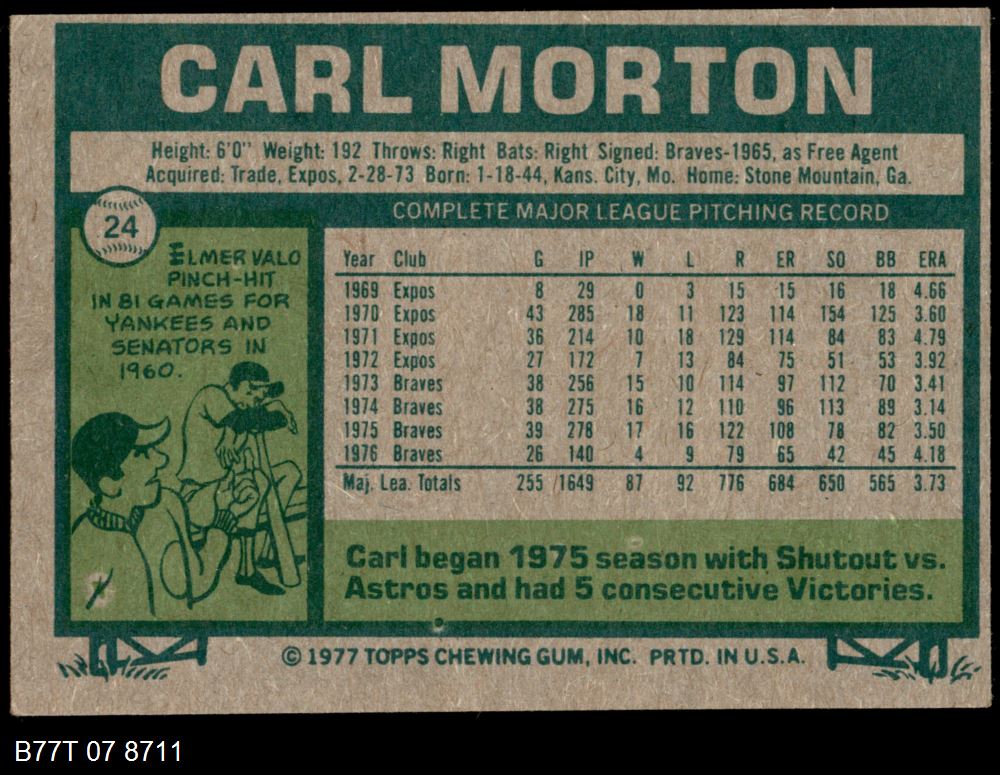 CARL MORTON
Height: 6'0" Weight: 192 Throws: Right Bats: Right Signed: Braves-1965, as Free Agent
Acquired: Trade, Expos, 2-28-73 Born: 1-18-44, Kans. City, Mo. Home: Stone Mountain, Ga.
24
ELMER VALO
PINCH-HIT
IN 81 GAMES FOR
YANKEES AND
SENATORS IN
1960.
COMPLETE MAJOR LEAGUE PITCHING RECORD
Year Club G IP W L R ER SO BB ERA
1969 Expos 8 29 0 3 15 15 16 18 4.66
1970 Expos 43 285 18 11 123 114 154 125 3.60
1971 Expos 36 214 10 18 129 114 84 83 4.79
1972 Expos 27 172 7 13 84 75 51 53 3.92
1973 Braves 38 256 15 10 114 97 112 70 3.41
1974 Braves 38 275 16 12 110 96 113 89 3.14
1975 Braves 39 278 17 16 122 108 78 82 3.50
1976 Braves 26 140 4 9 79 65 42 45 4.18
Maj. Lea. Totals 255 1649 87 92 776 684 650 565 3.73
Carl began 1975 season with Shutout vs.
Astros and had 5 consecutive Victories.
© 1977 TOPPS CHEWING GUM, INC. PRTD. IN U.S.A.
B77T 07 8711